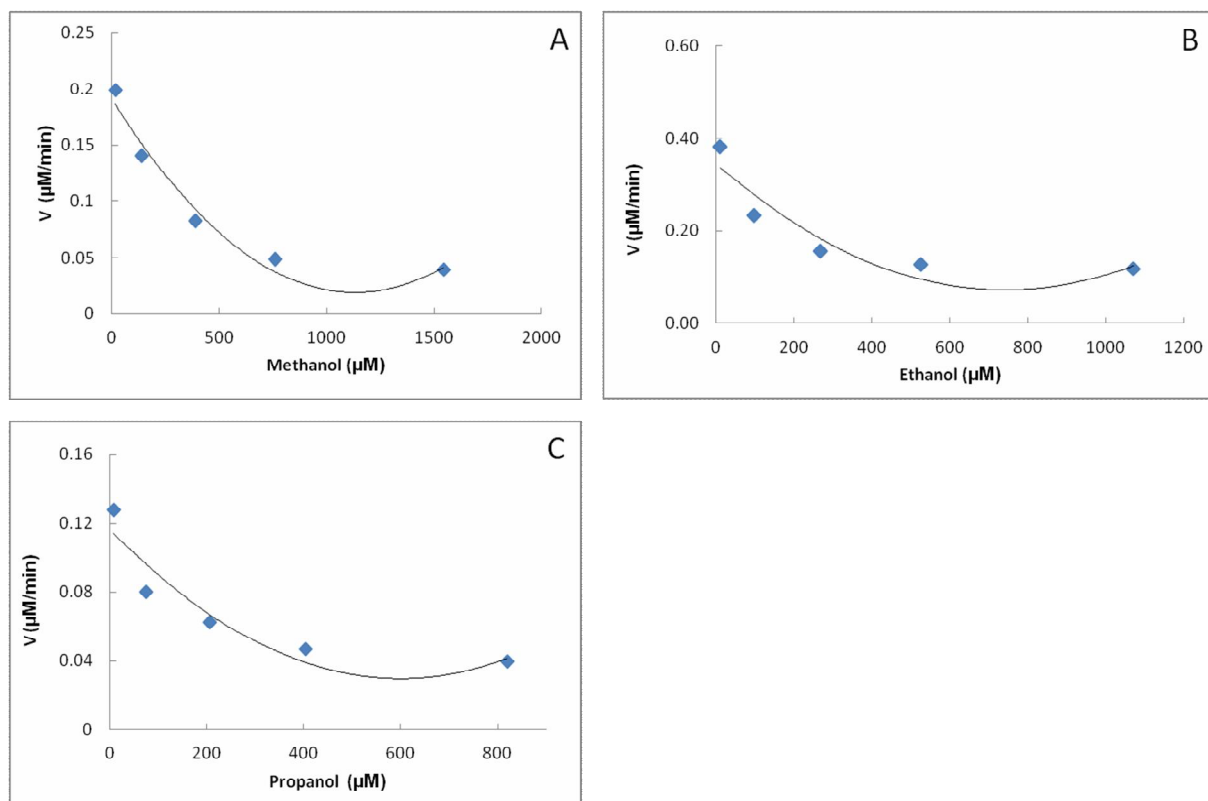 A
0.25
0.2
0.15
0.1
0.05
0
V (µM/min)
0 500 1000 1500 2000
Methanol (µM)
B
0.60
0.40
0.20
0.00
V (µM/min)
0 200 400 600 800 1000 1200
Ethanol (µM)
C
0.16
0.12
0.08
0.04
0
V (µM/min)
0 200 400 600 800
Propanol (µM)